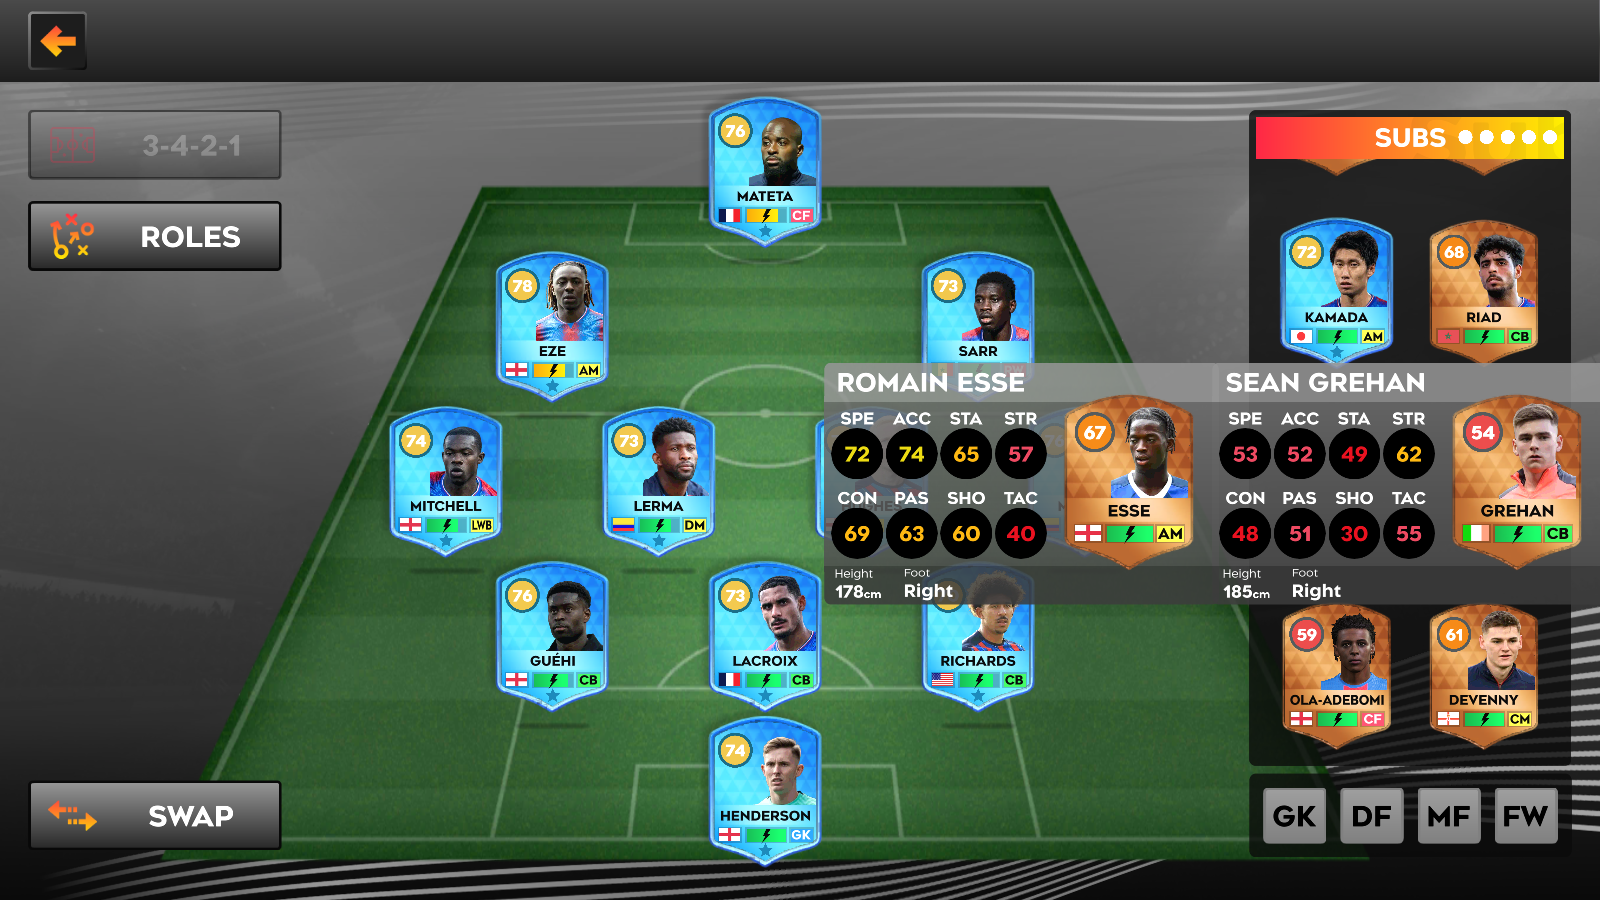 3-4-2-1
ROLES
SWAP
76
MATETA
CF
78
EZE
AM
73
SARR
RW
74
MITCHELL
LWB
73
LERMA
DM
HUGHES
76
76
GUÉHI
CB
73
LACROIX
CB
RICHARDS
CB
74
HENDERSON
GK
SUBS
72
KAMADA
AM
68
RIAD
CB
ROMAIN ESSE
SPE ACC STA STR
72 74 65 57
CON PAS SHO TAC
69 63 60 40
Height Foot
178cm Right
67
ESSE
AM
SEAN GREHAN
SPE ACC STA STR
53 52 49 62
CON PAS SHO TAC
48 51 30 55
Height Foot
185cm Right
54
GREHAN
CB
59
OLA-ADEBOMI
CF
61
DEVENNY
CM
GK DF MF FW